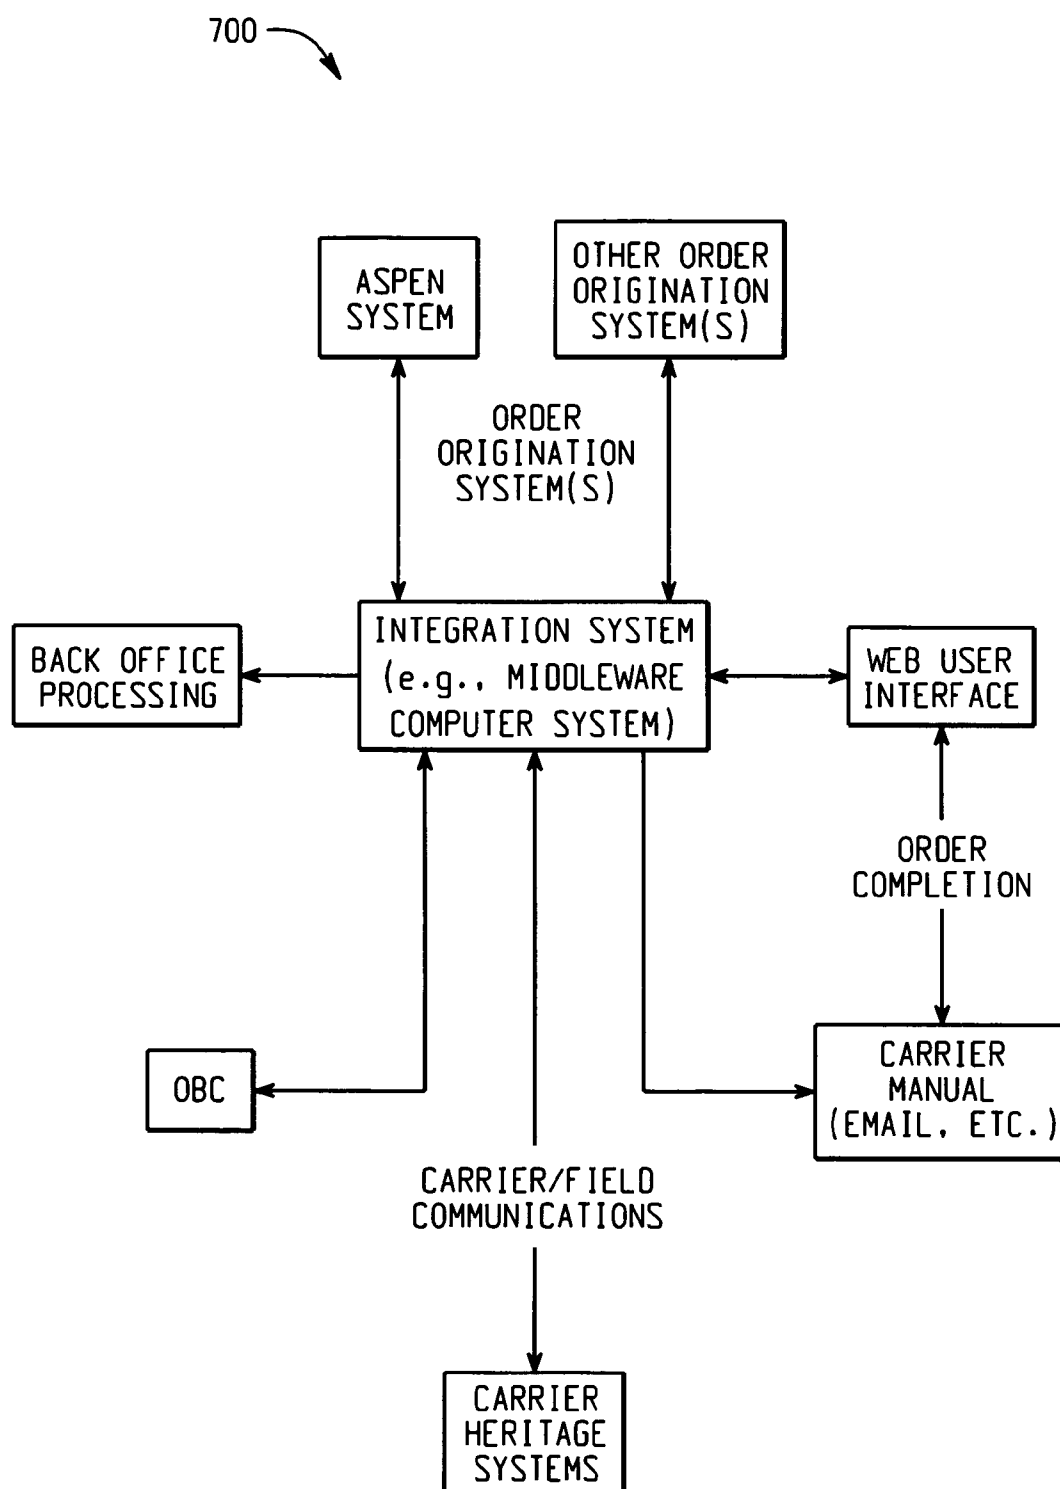 700
ASPEN
SYSTEM
OTHER ORDER
ORIGINATION
SYSTEM(S)
ORDER
ORIGINATION
SYSTEM(S)
BACK OFFICE
PROCESSING
INTEGRATION SYSTEM
(e.g., MIDDLEWARE
COMPUTER SYSTEM)
WEB USER
INTERFACE
ORDER
COMPLETION
OBC
CARRIER
MANUAL
(EMAIL, ETC.)
CARRIER/FIELD
COMMUNICATIONS
CARRIER
HERITAGE
SYSTEMS